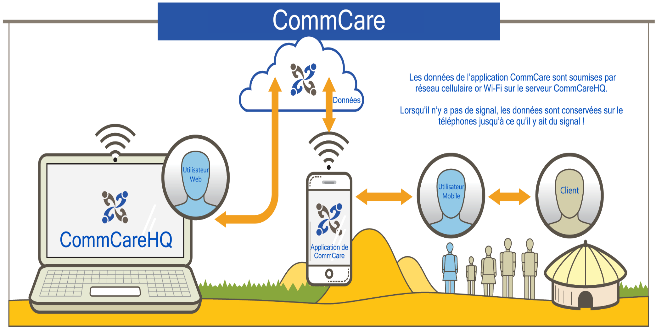 CommCare
Les données de l'application CommCare sont soumises par
réseau cellulaire or Wi-Fi sur le serveur CommCareHQ.
Lorsqu'il n'y a pas de signal, les données sont conservées sur le
téléphones jusqu'à ce qu'il y ait du signal !
Données
Utilisateur
Web
CommCareHQ
Application de
CommCare
Utilisateur
Mobile
Client